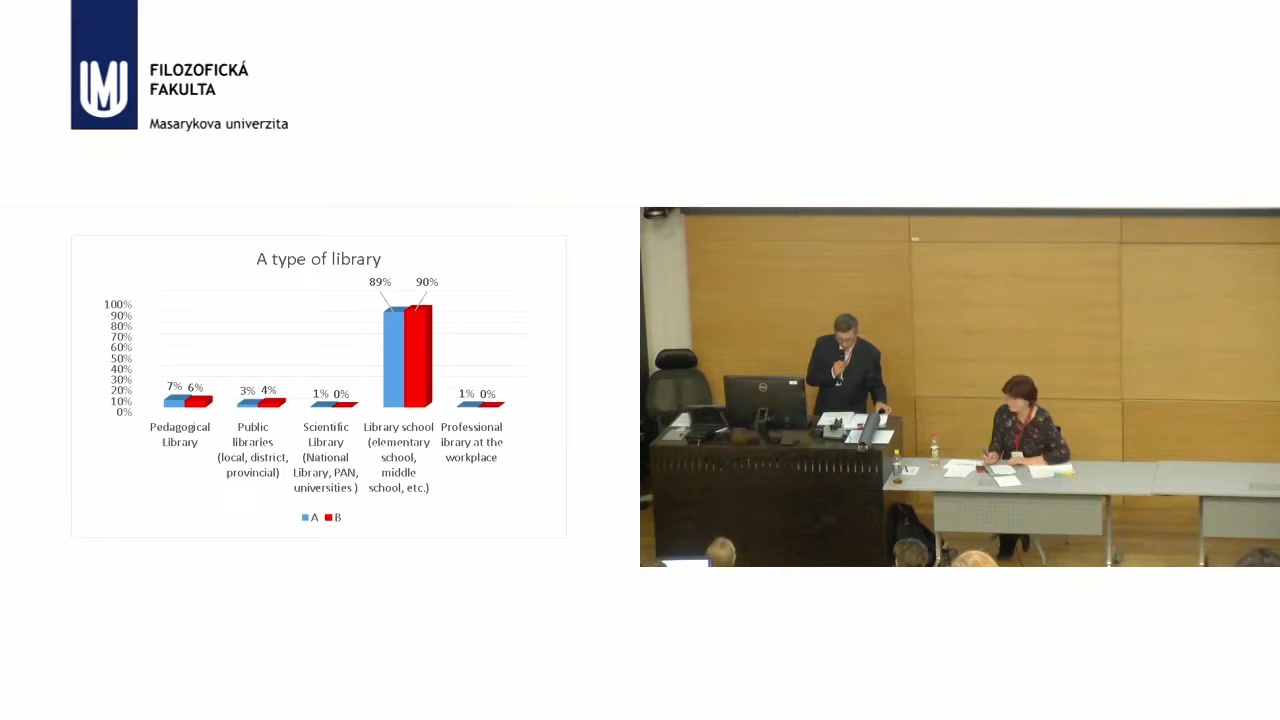 FILOZOFICKÁ
FAKULTA
Masarykova univerzita
A type of library
89% 90%
100%
90%
80%
70%
60%
50%
40%
30%
20%
10%
0%
7% 6%
3% 4%
1% 0%
1% 0%
Pedagogical
Library
Public
libraries
(local, district,
provincial)
Scientific
Library
(National
Library, PAN,
universities )
Library school
(elementary
school,
middle
school, etc.)
Professional
ibrary at the
workplace
A B